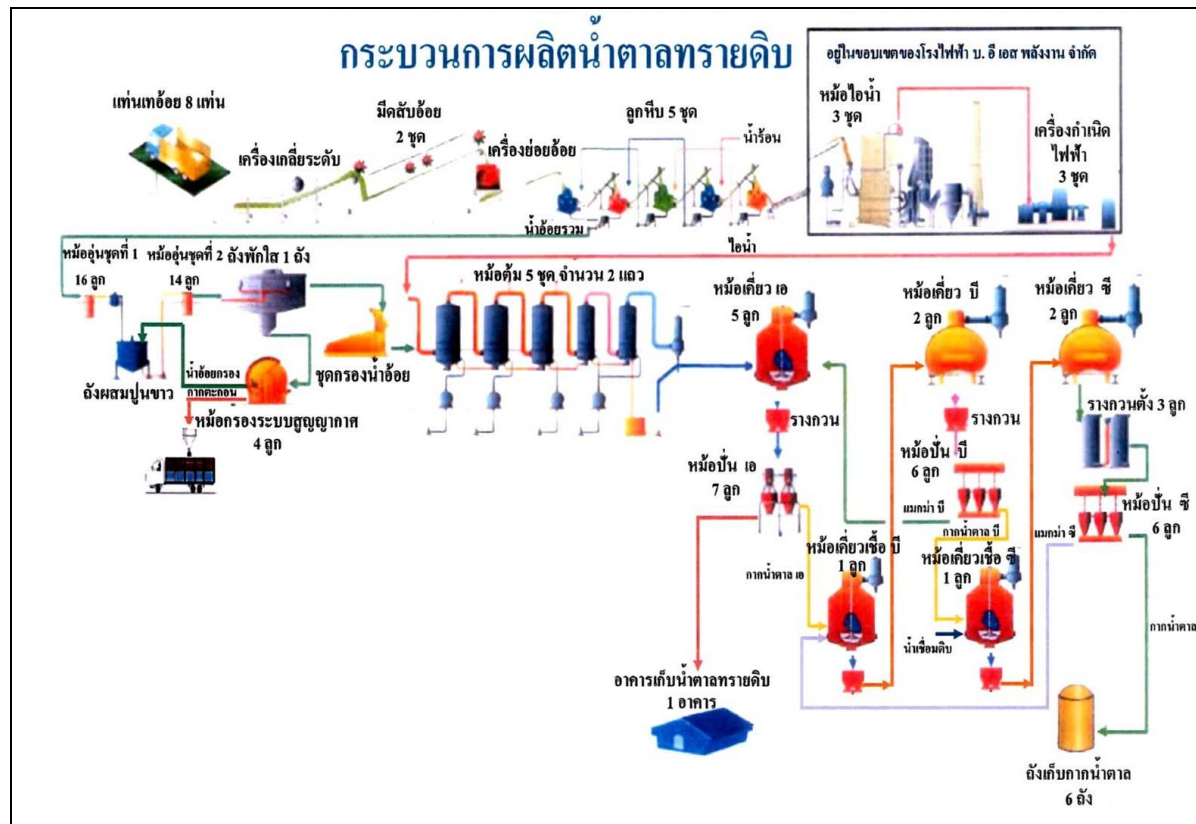 กระบวนการผลิตน้ำตาลทรายดิบ
อยู่ในขอบเขตของโรงไฟฟ้า บ. อี เอส พลังงาน จำกัด
แท่นเทอ้อย 8 แท่น
เครื่องเกลี่ยระดับ
มีดสับอ้อย
2 ชุด
เครื่องย่อยอ้อย
ลูกหีบ 5 ชุด
น้ำร้อน
หม้อไอน้ำ
3 ชุด
เครื่องกำเนิด
ไฟฟ้า
3 ชุด
น้ำอ้อยรวม
ไอน้ำ
หม้ออุ่นชุดที่ 1
16 ลูก
หม้ออุ่นชุดที่ 2
14 ลูก
ถังพักใส 1 ถัง
หม้อต้ม 5 ชุด จำนวน 2 แถว
หม้อเคี่ยว เอ
5 ลูก
หม้อเคี่ยว บี
2 ลูก
หม้อเคี่ยว ซี
2 ลูก
น้ำอ้อยกรอง
กากตะกอน
ถังผสมปูนขาว
ชุดกรองน้ำอ้อย
หม้อกรองระบบสูญญากาศ
4 ลูก
รางกวน
รางกวน
รางกวนตั้ง 3 ลูก
หม้อปั่น เอ
7 ลูก
หม้อปั่น บี
6 ลูก
หม้อปั่น ซี
6 ลูก
แมกม่า บี
กากน้ำตาล บี
แมกม่า ซี
หม้อเคี่ยวเชื้อ บี
1 ลูก
หม้อเคี่ยวเชื้อ ซี
1 ลูก
กากน้ำตาล เอ
น้ำเชื่อมดิบ
กากน้ำตาล
อาคารเก็บน้ำตาลทรายดิบ
1 อาคาร
ถังเก็บกากน้ำตาล
6 ถัง